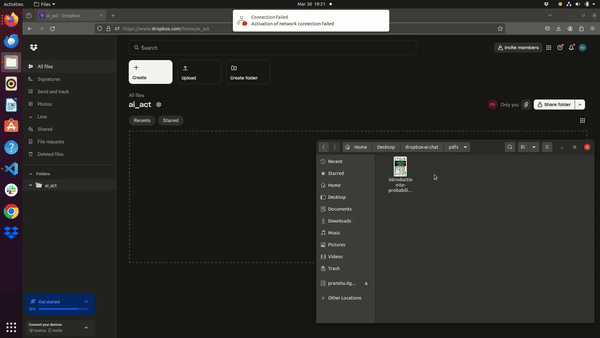 Activities
Files
Mar 30 19:21
ai_act - Dropbox
https://www.dropbox.com/home/ai_act
Connection failed
Activation of network connection failed
Search
Invite members
All files
Signatures
Send and track
Photos
Less
Shared
File requests
Deleted files
Folders
ai_act
Create
Upload
Create folder
All files
ai_act
Only you
Share folder
Recents
Starred
Home
Desktop
dropbox-ai-chat
pdfs
Recent
Starred
Home
Desktop
Documents
Downloads
Music
Pictures
Videos
Trash
pranshu.dg...
Other Locations
introduction
n-to-
probabili...
Get started
Connect your devices
Desktop
Mobile